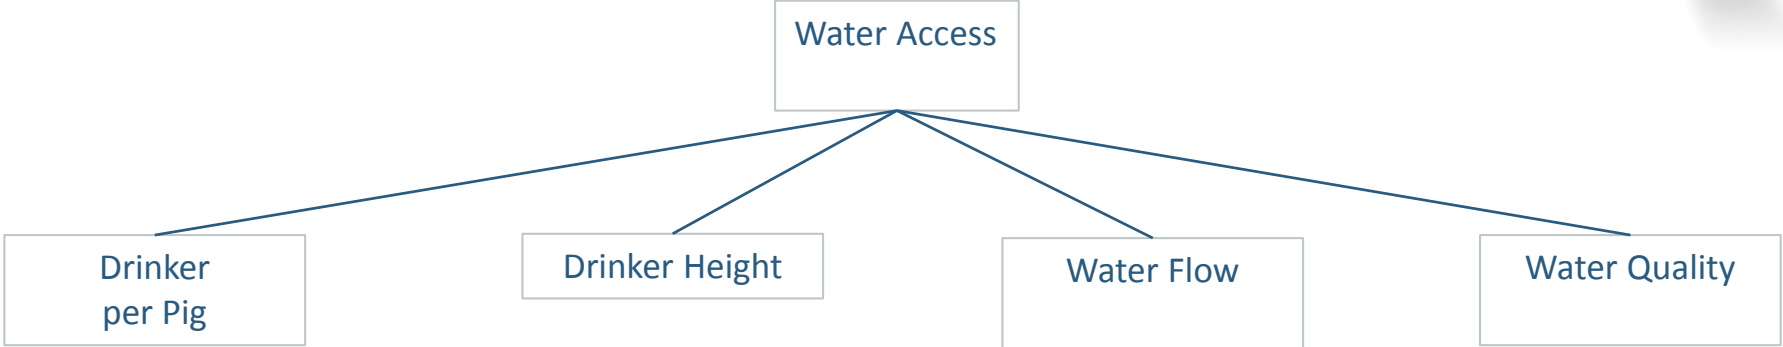 Water Access
Drinker
per Pig
Drinker Height
Water Flow
Water Quality